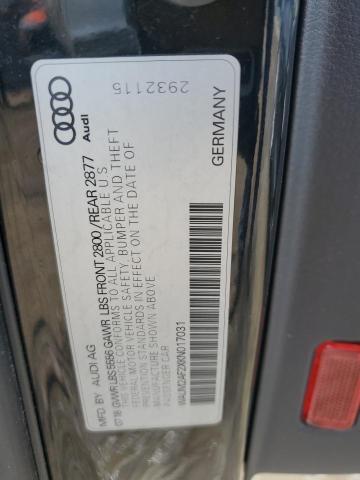 Audi
2932115
MFD. BY AUDI AG
07/18 GVWR LBS 5556 GAWR LBS FRONT 2800 / REAR 2877
THIS VEHICLE CONFORMS TO ALL APPLICABLE U.S.
FEDERAL MOTOR VEHICLE SAFETY, BUMPER AND THEFT
PREVENTION STANDARDS IN EFFECT ON THE DATE OF
MANUFACTURE SHOWN ABOVE.
PASSENGER CAR
WAUM2AF2XKN017031
GERMANY